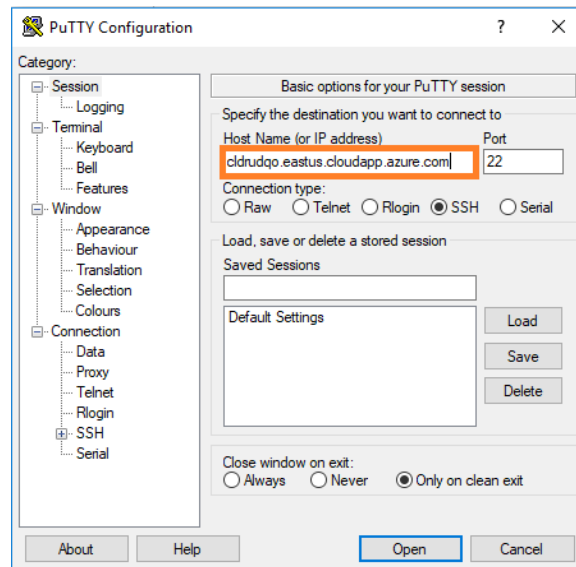 PuTTY Configuration
?
Category:
Session
Logging
Terminal
Keyboard
Bell
Features
Window
Appearance
Behaviour
Translation
Selection
Colours
Connection
Data
Proxy
Telnet
Rlogin
SSH
Serial
Basic options for your PuTTY session
Specify the destination you want to connect to
Host Name (or IP address) Port
cldrudqo.eastus.cloudapp.azure.com 22
Connection type:
Raw Telnet Rlogin SSH Serial
Load, save or delete a stored session
Saved Sessions
Default Settings
Load
Save
Delete
Close window on exit:
Always Never Only on clean exit
About Help Open Cancel